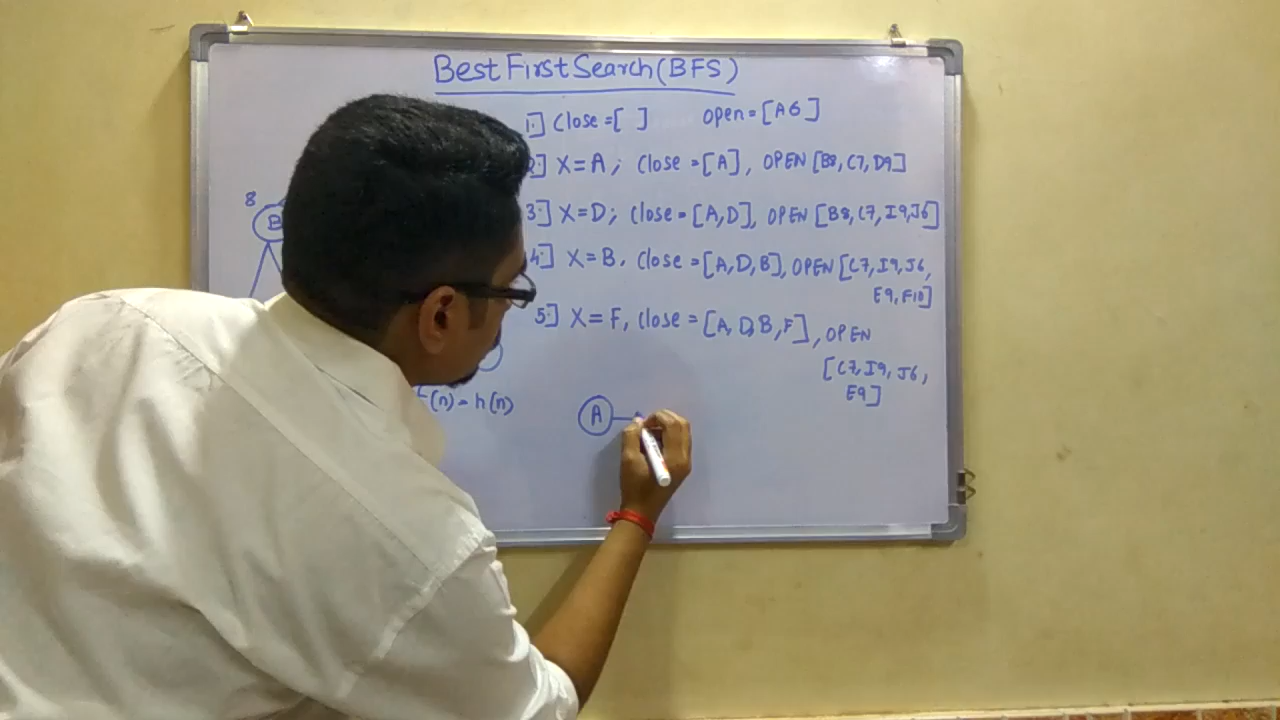 Best First Search (BFS)
1.] Close = [ ] Open = [A6]
2.] X = A; Close = [A], OPEN [B8, C7, D9]
3.] X = D; Close = [A, D], OPEN [B8, C7, I9, J6]
4.] X = B, Close = [A, D, B], OPEN [C7, I9, J6,
E9, F10]
5.] X = F, Close = [A, D, B, F], OPEN
[C7, I9, J6,
E9]
8
B
(n) = h(n)
A